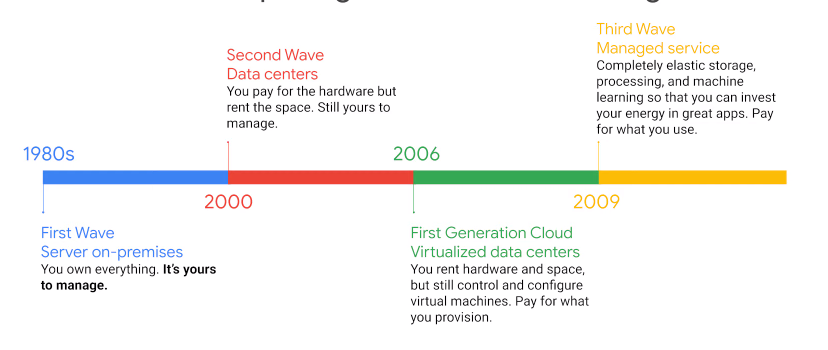 Third Wave
Managed service
Completely elastic storage,
processing, and machine
learning so that you can invest
your energy in great apps. Pay
for what you use.
Second Wave
Data centers
You pay for the hardware but
rent the space. Still yours to
manage.
1980s
2006
2000
2009
First Wave
Server on-premises
You own everything. It's yours
to manage.
First Generation Cloud
Virtualized data centers
You rent hardware and space,
but still control and configure
virtual machines. Pay for what
you provision.